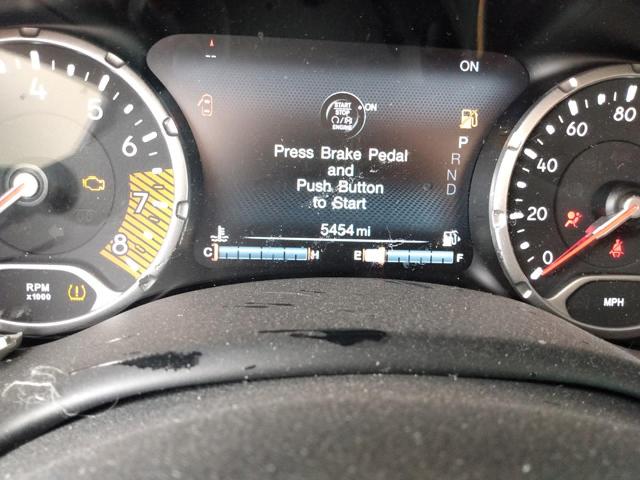 ON
START
STOP
ENGINE
ON
Press Brake Pedal
and
Push Button
to Start
P
R
N
D
5454 mi
C H E F
4
5
6
7
8
RPM
x1000
0
20
40
60
80
MPH